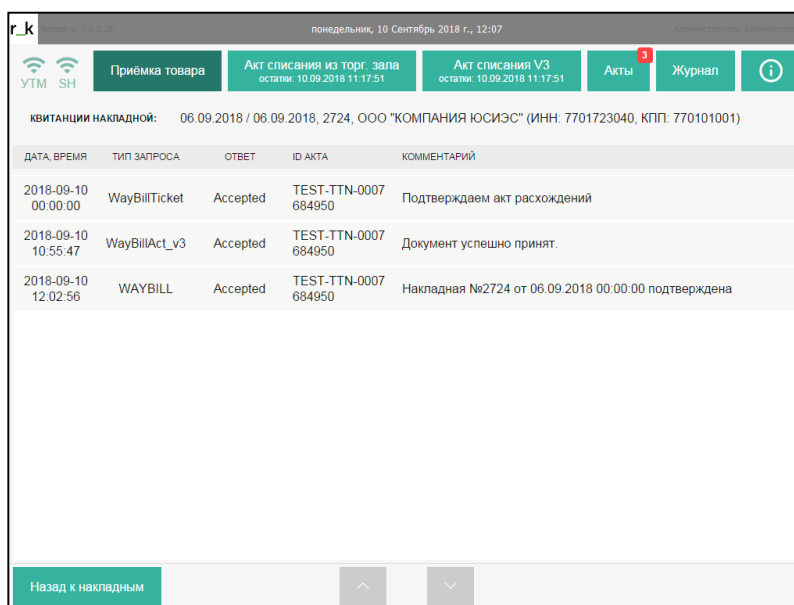 r_k
понедельник, 10 Сентябрь 2018 г., 12:07
УТМ SH
Приёмка товара
Акт списания из торг. зала
остатки: 10.09.2018 11:17:51
Акт списания V3
остатки: 10.09.2018 11:17:51
Акты
3
Журнал
КВИТАНЦИИ НАКЛАДНОЙ: 06.09.2018 / 06.09.2018, 2724, ООО "КОМПАНИЯ ЮСИЭС" (ИНН: 7701723040, КПП: 770101001)
ДАТА, ВРЕМЯ ТИП ЗАПРОСА ОТВЕТ ID АКТА КОММЕНТАРИЙ
2018-09-10
00:00:00
WayBillTicket
Accepted
TEST-TTN-0007
684950
Подтверждаем акт расхождений
2018-09-10
10:55:47
WayBillAct_v3
Accepted
TEST-TTN-0007
684950
Документ успешно принят.
2018-09-10
12:02:56
WAYBILL
Accepted
TEST-TTN-0007
684950
Накладная №2724 от 06.09.2018 00:00:00 подтверждена
Назад к накладным